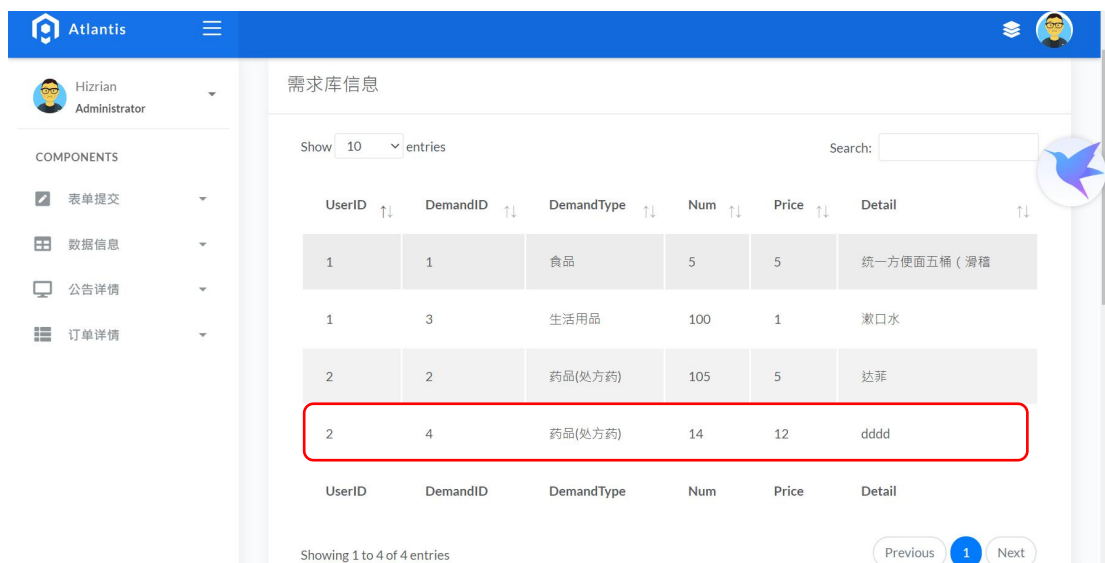 Atlantis
Hizrian
Administrator
COMPONENTS
表单提交
数据信息
公告详情
订单详情
需求库信息
Show 10 entries
Search:
UserID DemandID DemandType Num Price Detail
1 1 食品 5 5 统一方便面五桶（滑稽
1 3 生活用品 100 1 漱口水
2 2 药品(处方药) 105 5 达菲
2 4 药品(处方药) 14 12 dddd
UserID DemandID DemandType Num Price Detail
Showing 1 to 4 of 4 entries
Previous 1 Next